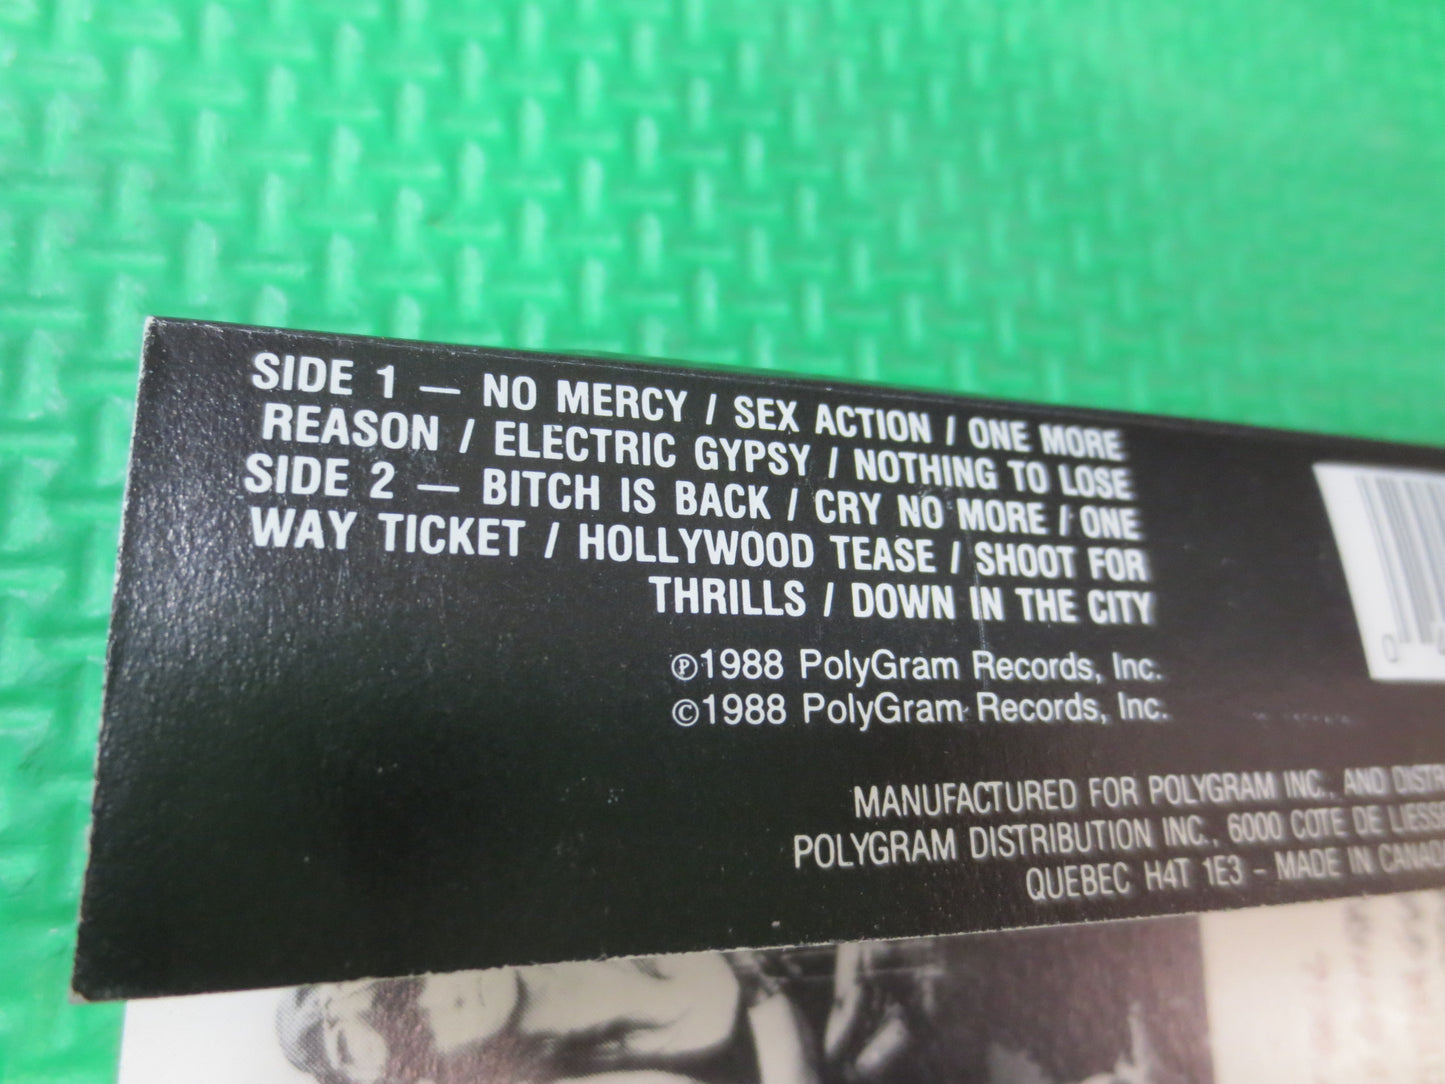 SIDE 1 — NO MERCY / SEX ACTION / ONE MORE
REASON / ELECTRIC GYPSY / NOTHING TO LOSE
SIDE 2 — BITCH IS BACK / CRY NO MORE / ONE
WAY TICKET / HOLLYWOOD TEASE / SHOOT FOR
THRILLS / DOWN IN THE CITY
℗1988 PolyGram Records, Inc.
©1988 PolyGram Records, Inc.
MANUFACTURED FOR POLYGRAM INC., AND DISTR
POLYGRAM DISTRIBUTION INC., 6000 COTE DE LIESS
QUEBEC H4T 1E3 - MADE IN CANAD
0